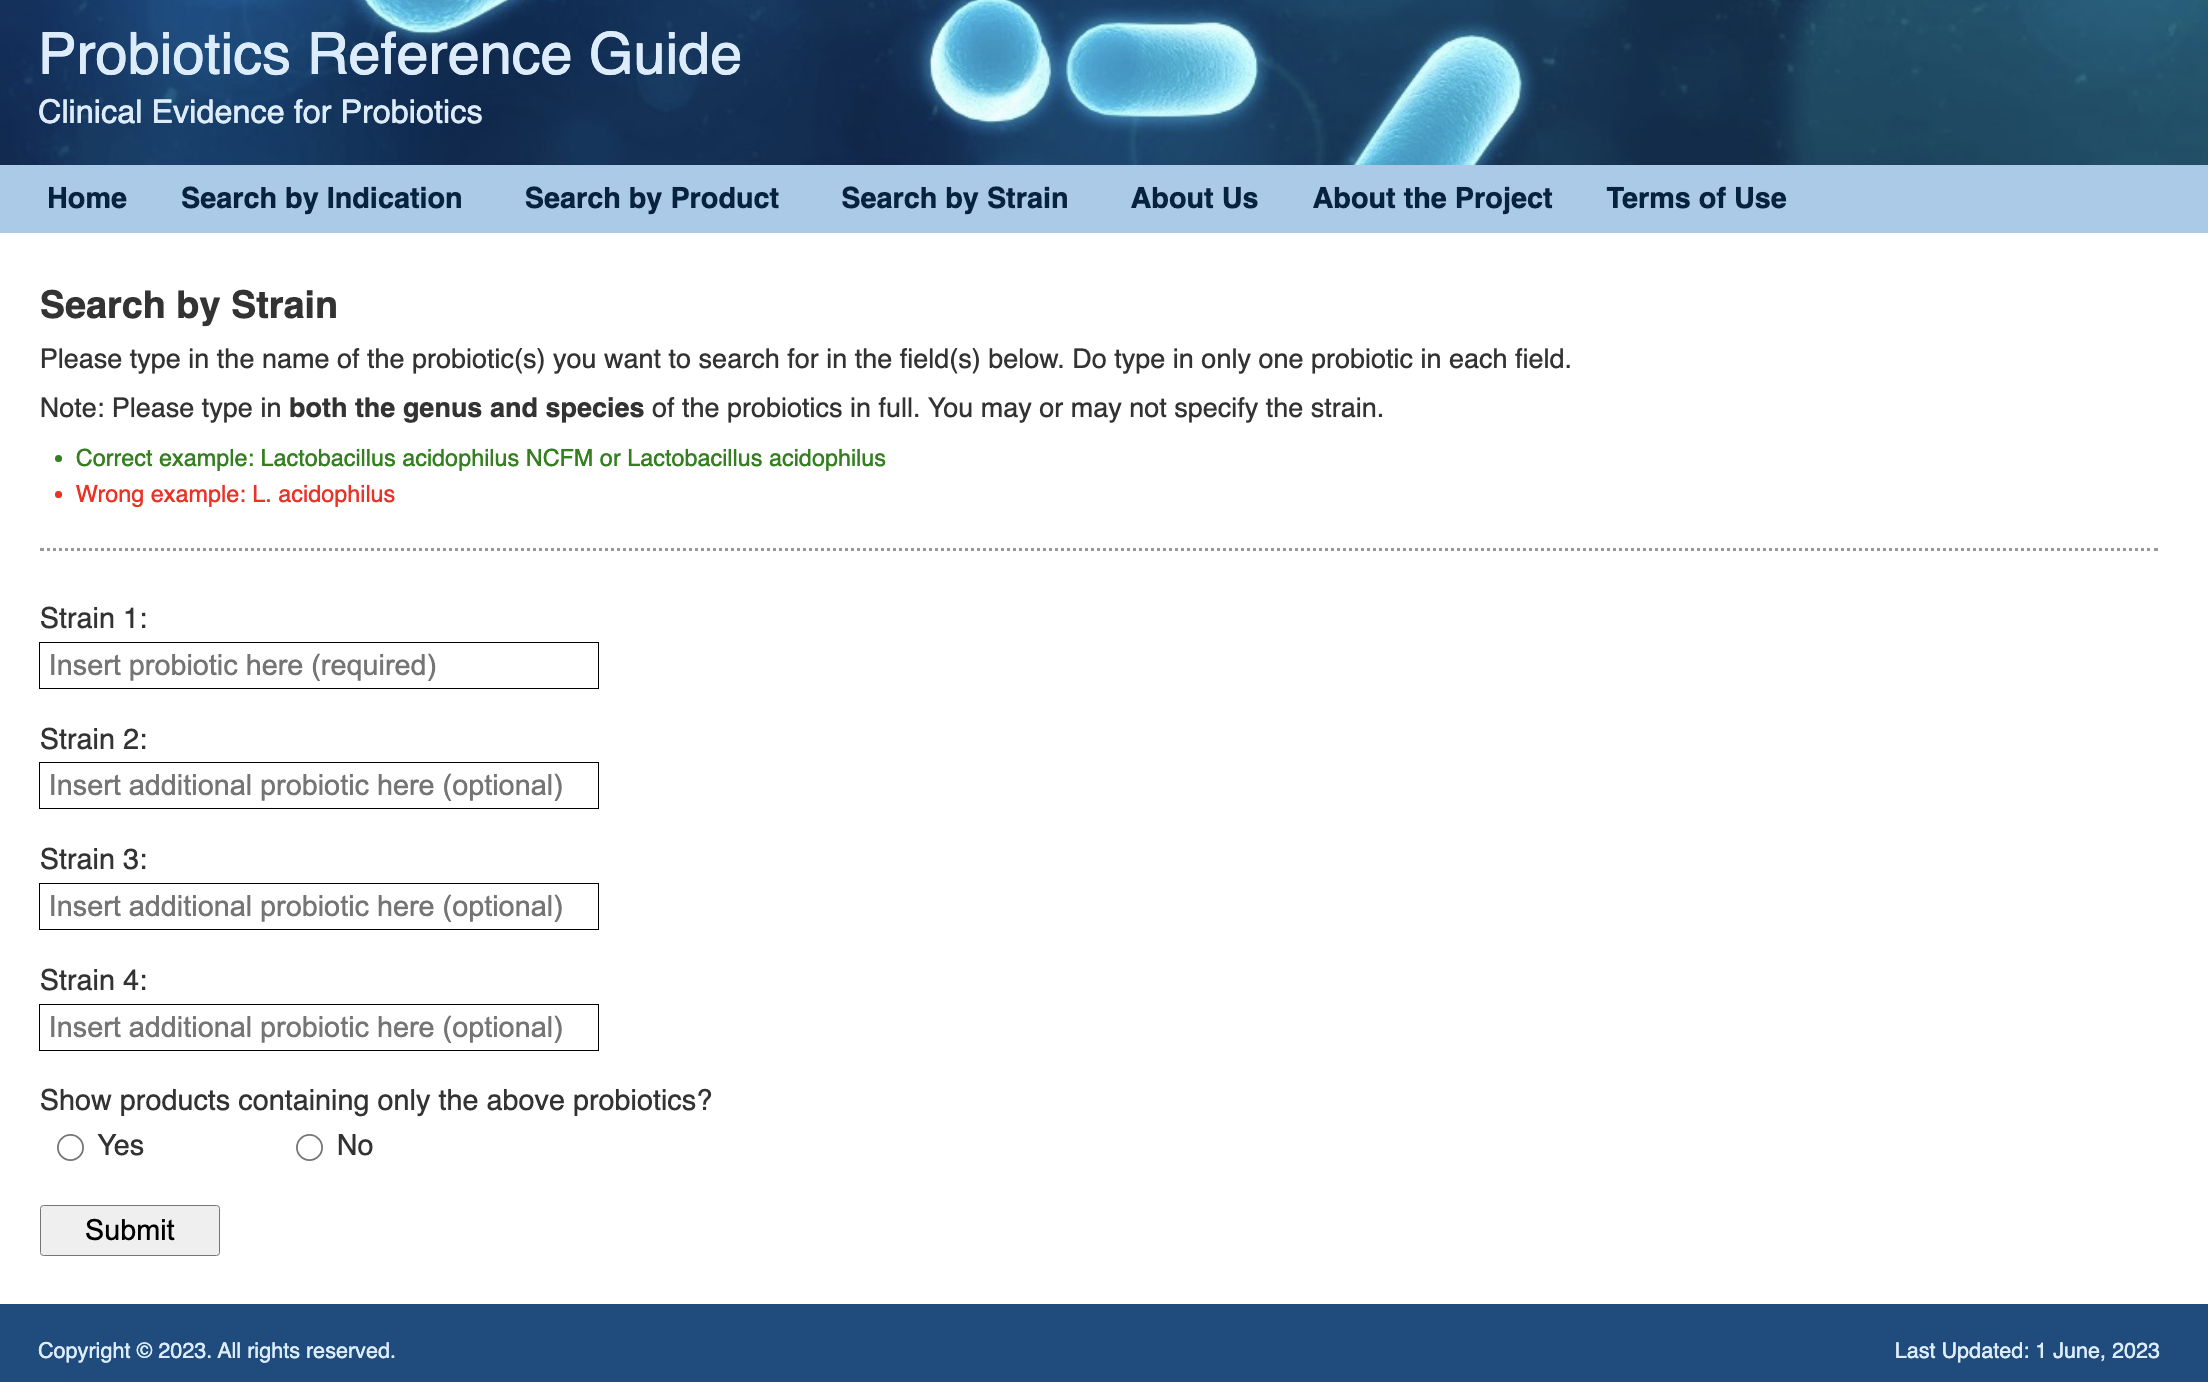 Probiotics Reference Guide
Clinical Evidence for Probiotics
Home Search by Indication Search by Product Search by Strain About Us About the Project Terms of Use
Search by Strain
Please type in the name of the probiotic(s) you want to search for in the field(s) below. Do type in only one probiotic in each field.
Note: Please type in both the genus and species of the probiotics in full. You may or may not specify the strain.
• Correct example: Lactobacillus acidophilus NCFM or Lactobacillus acidophilus
• Wrong example: L. acidophilus
Strain 1:
Insert probiotic here (required)
Strain 2:
Insert additional probiotic here (optional)
Strain 3:
Insert additional probiotic here (optional)
Strain 4:
Insert additional probiotic here (optional)
Show products containing only the above probiotics?
Yes No
Submit
Copyright © 2023. All rights reserved. Last Updated: 1 June, 2023